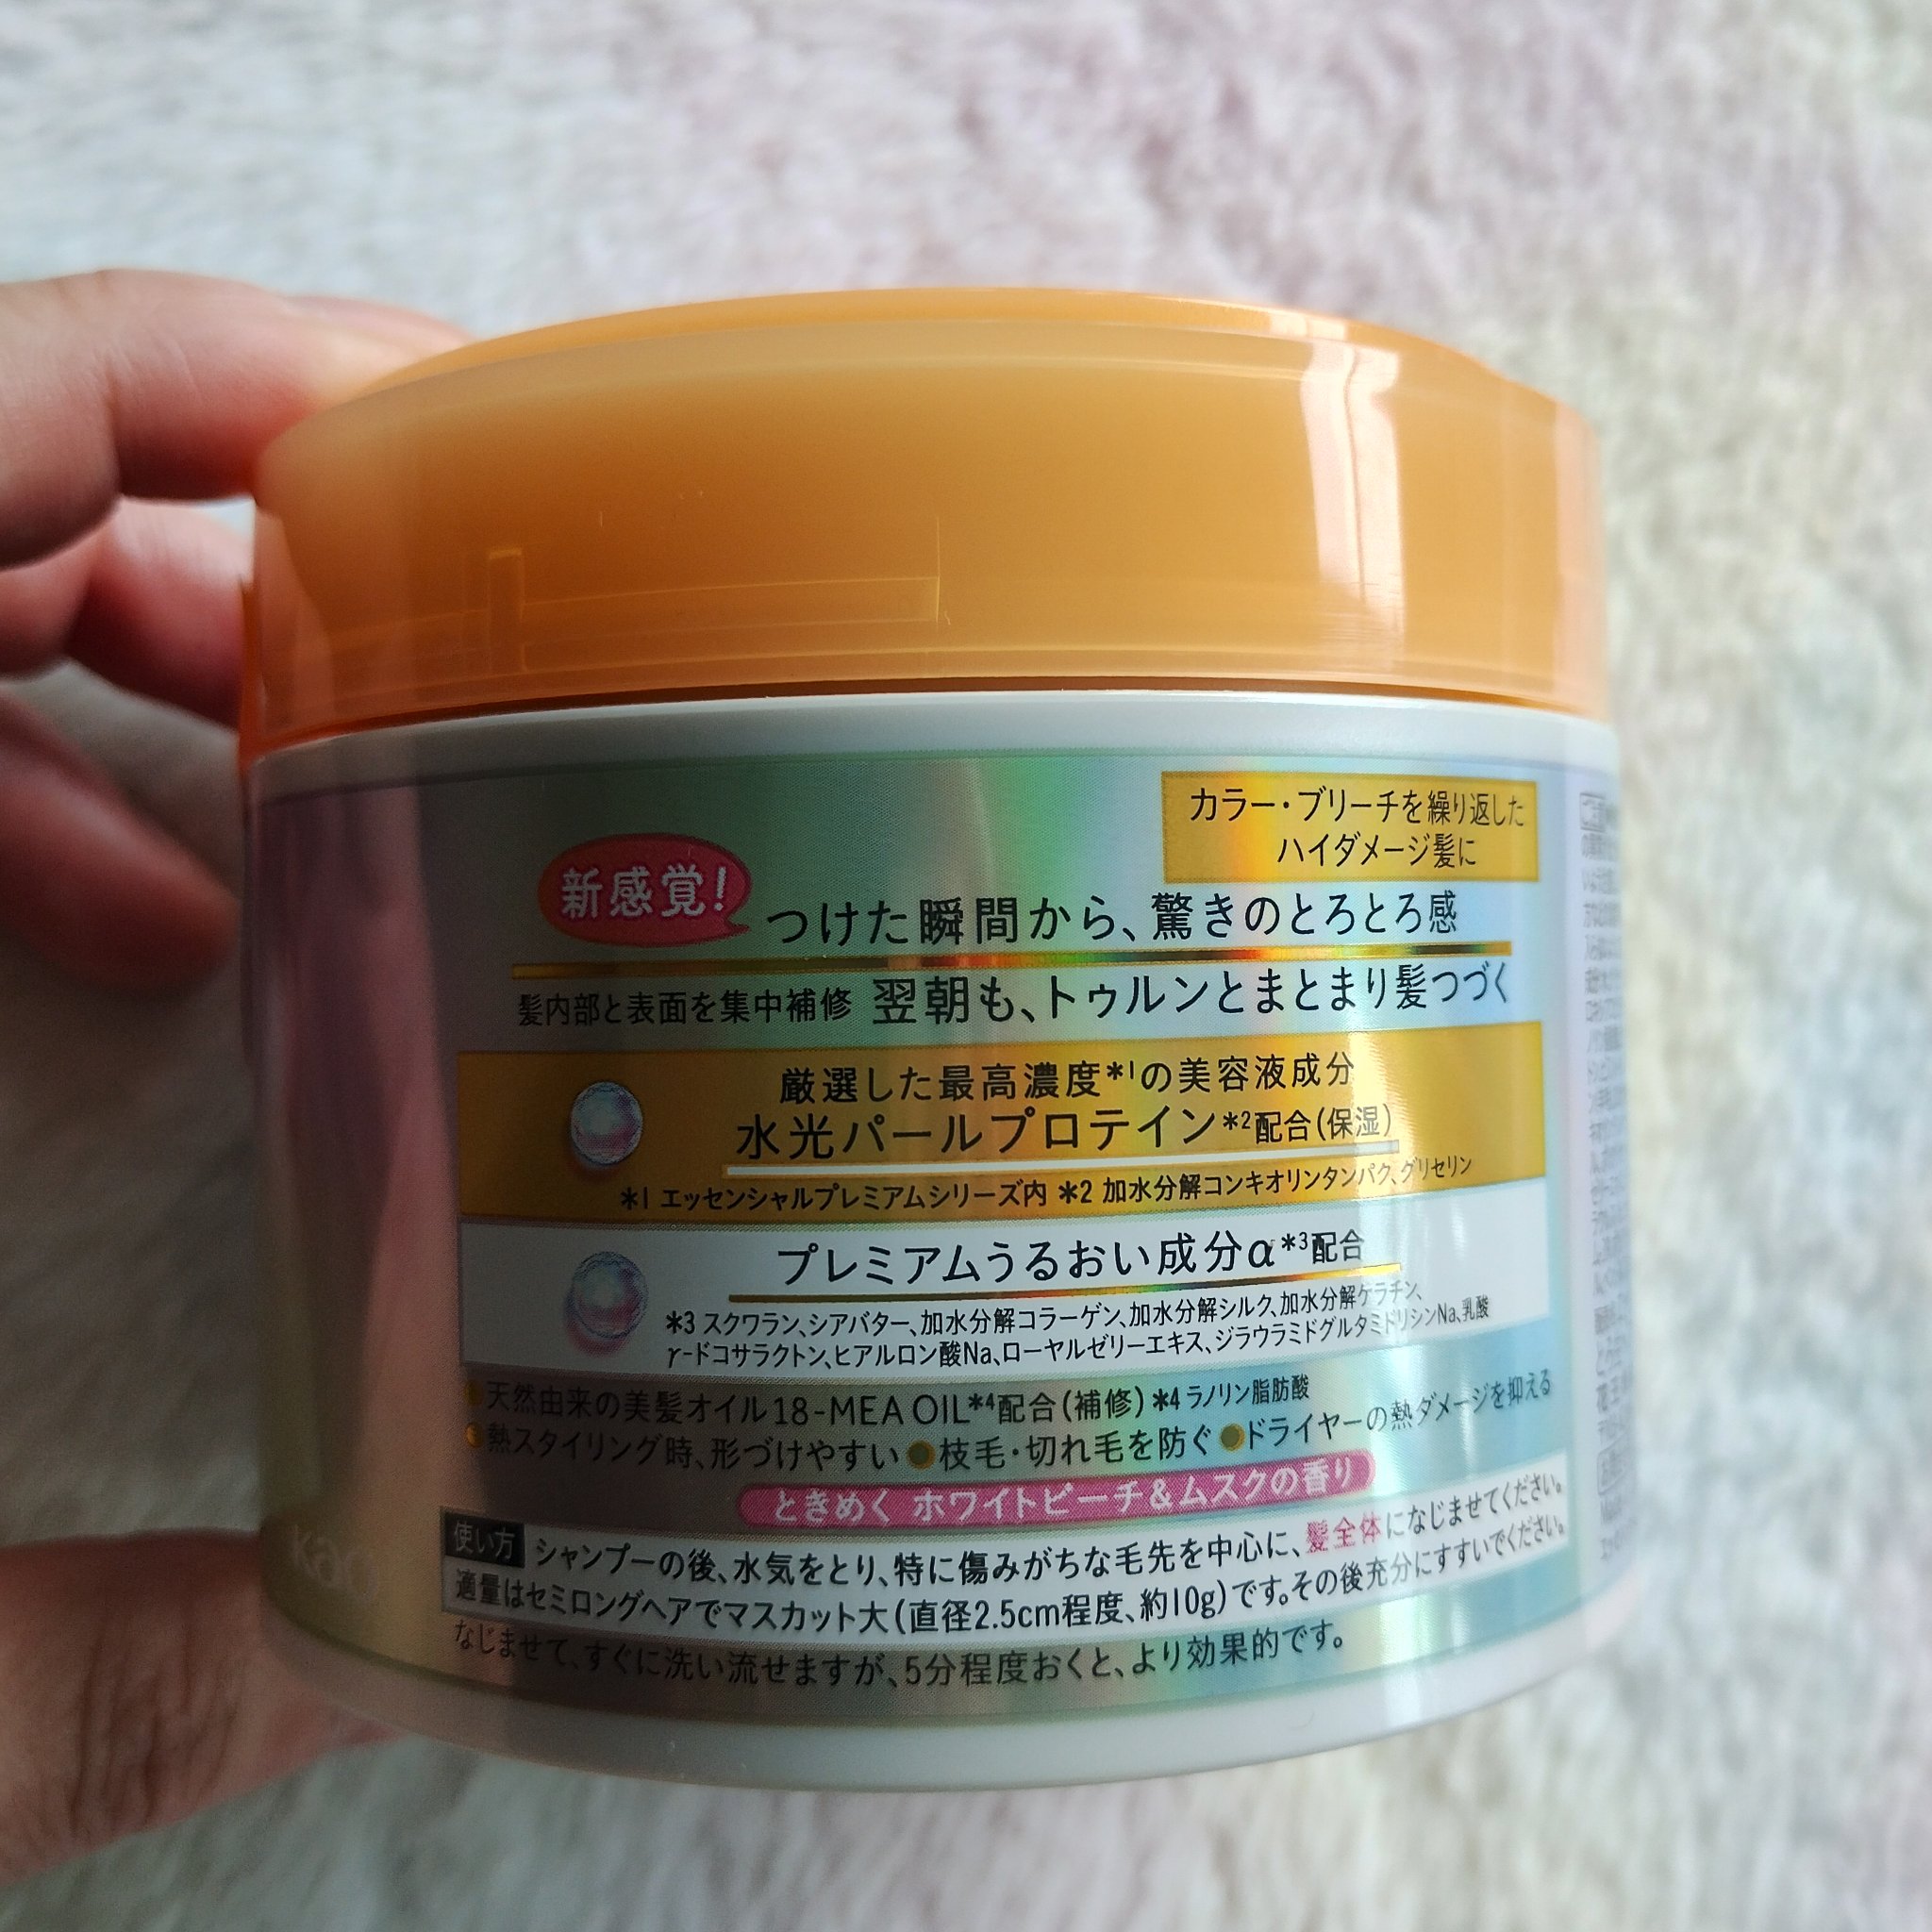 カラー・ブリーチを繰り返した
ハイダメージ髪に
新感覚!
つけた瞬間から、驚きのとろとろ感
髪内部と表面を集中補修 翌朝も、トゥルンとまとまり髪つづく
厳選した最高濃度*1の美容液成分
水光パールプロテイン*2配合(保湿)
*1 エッセンシャルプレミアムシリーズ内 *2 加水分解コンキオリンタンパク、グリセリン
プレミアムうるおい成分α*3配合
*3 スクワラン、シアバター、加水分解コラーゲン、加水分解シルク、加水分解ケラチン、
γ-ドコサラクトン、ヒアルロン酸Na、ローヤルゼリーエキス、ジラウラミドグルタミドリシンNa、乳酸
天然由来の美髪オイル18-MEA OIL*4配合(補修) *4 ラノリン脂肪酸
●熱スタイリング時、形づけやすい ●枝毛・切れ毛を防ぐ ●ドライヤーの熱ダメージを抑える
ときめく ホワイトピーチ&ムスクの香り
使い方 シャンプーの後、水気をとり、特に傷みがちな毛先を中心に、髪全体になじませてください。
適量はセミロングヘアでマスカット大(直径2.5cm程度、約10g)です。その後充分にすすいでください。
なじませて、すぐに洗い流せますが、5分程度おくと、より効果的です。
kao